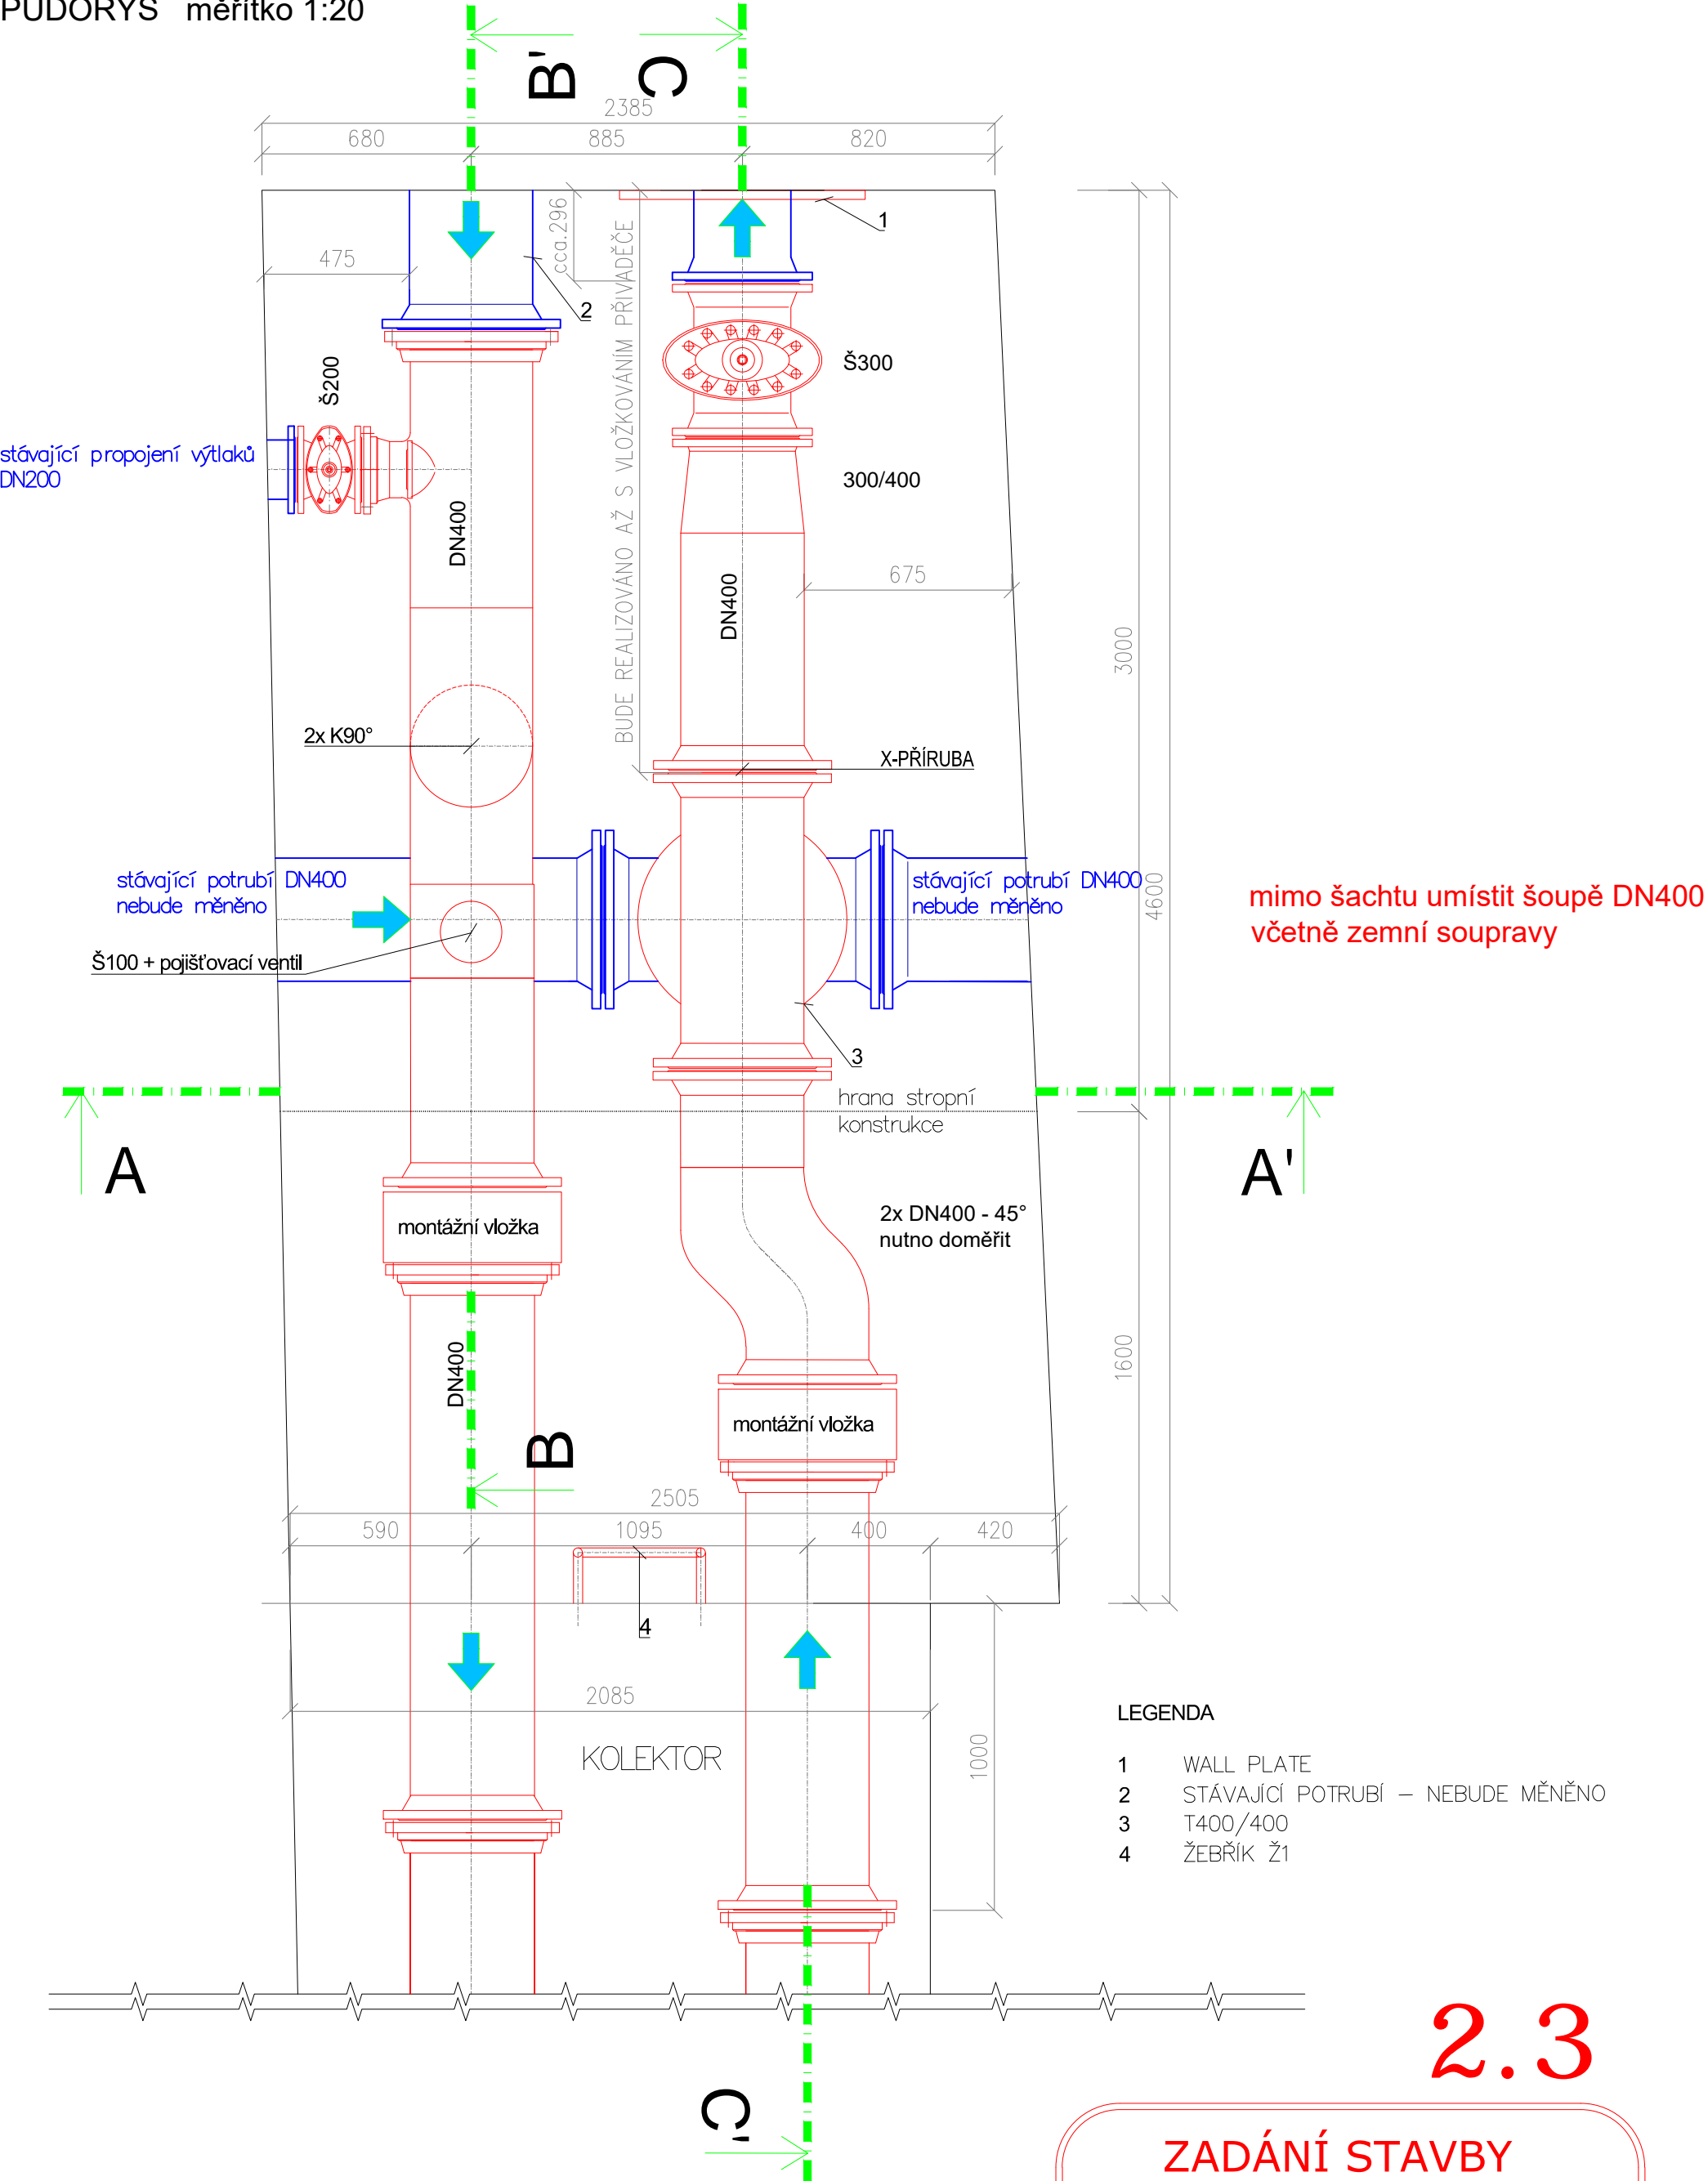 PŮDORYS měřítko 1:20
B'
C
2385
680
885
820
cca.296
1
475
2
BUDE REALIZOVÁNO AŽ S VLOŽKOVÁNÍM PŘIVADĚČE
Š200
Š300
stávající propojení výtlaků
DN200
300/400
DN400
DN400
675
3000
2x K90°
X-PŘÍRUBA
stávající potrubí DN400
nebude měněno
stávající potrubí DN400
nebude měněno
4600
mimo šachtu umístit šoupě DN400
včetně zemní soupravy
Š100 + pojišťovací ventil
3
hrana stropní
konstrukce
A
A'
2x DN400 - 45°
nutno doměřit
montážní vložka
DN400
1600
montážní vložka
B
2505
590
1095
400
420
4
2085
KOLEKTOR
1000
LEGENDA
1 WALL PLATE
2 STÁVAJÍCÍ POTRUBÍ – NEBUDE MĚNĚNO
3 T400/400
4 ŽEBŘÍK Ž1
2.3
C'
ZADÁNÍ STAVBY